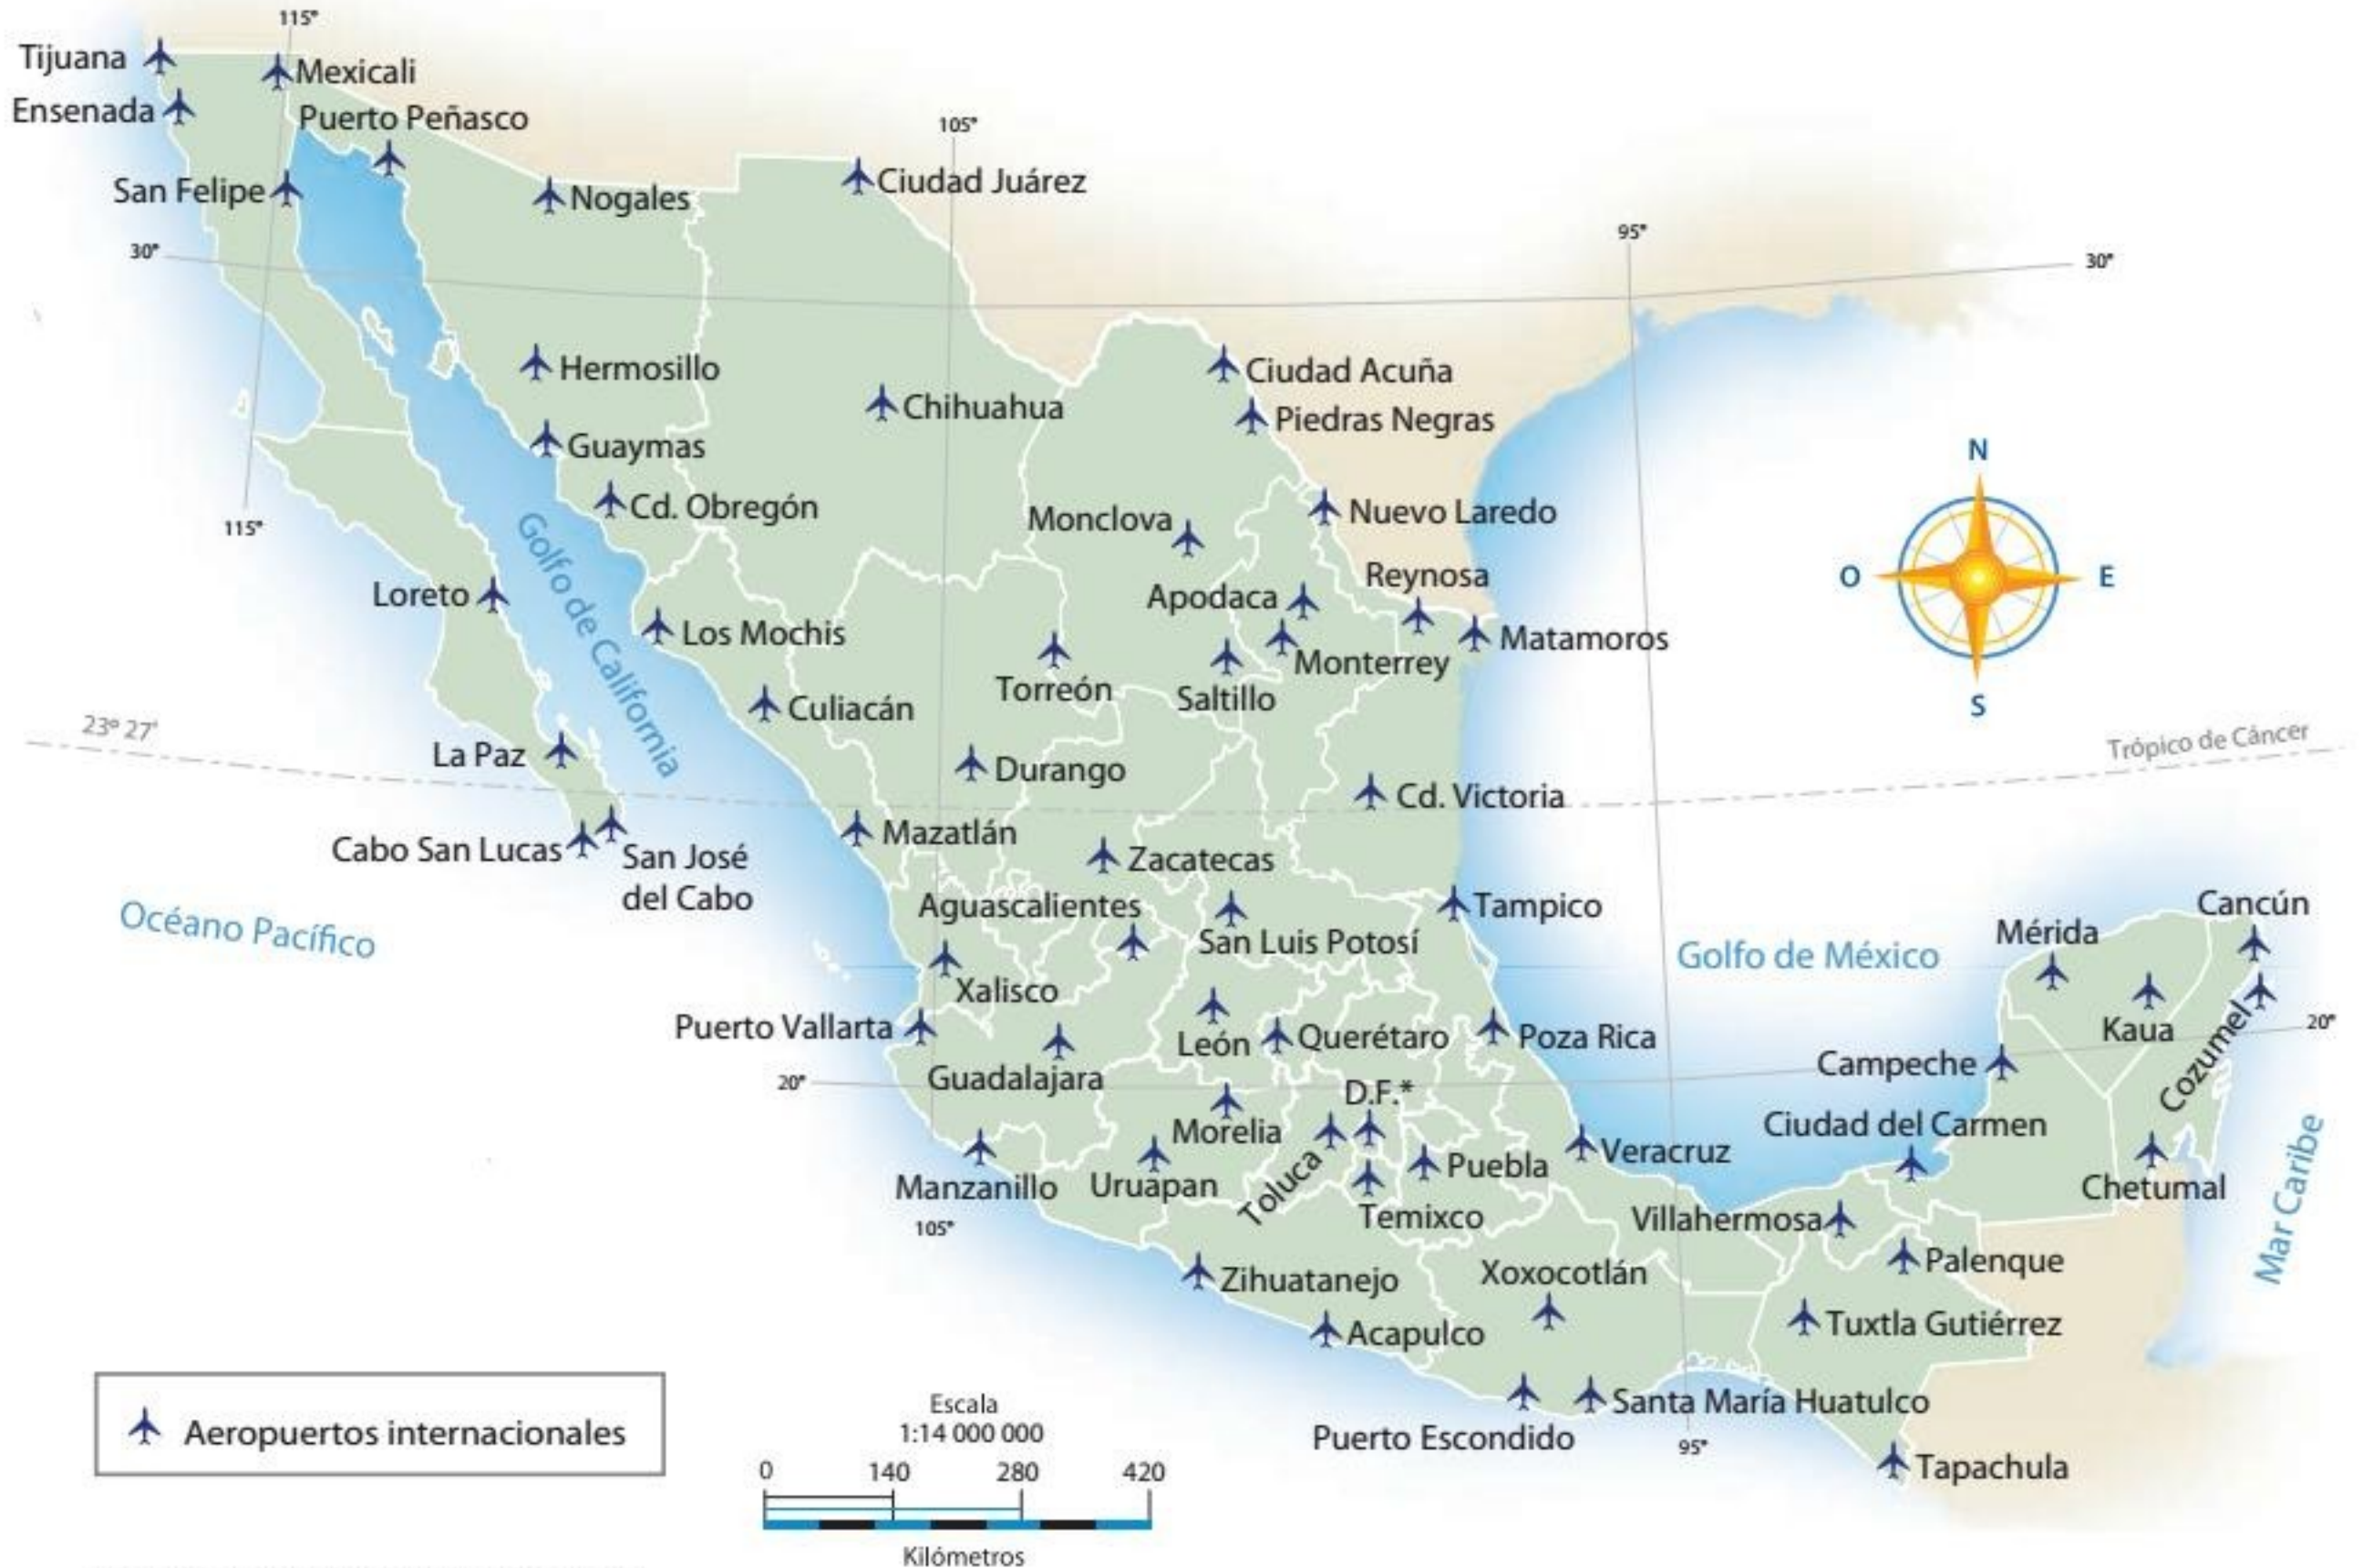 115°
Tijuana
Mexicali
Ensenada
Puerto Peñasco
105°
San Felipe
Nogales
Ciudad Juárez
95°
30°
30°
Hermosillo
Ciudad Acuña
Chihuahua
Piedras Negras
Guaymas
N
Cd. Obregón
115°
Monclova
Nuevo Laredo
O
E
Golfo de California
Loreto
Apodaca
Reynosa
Los Mochis
Matamoros
Monterrey
Torreón
Saltillo
S
Culiacán
23° 27'
Trópico de Cáncer
La Paz
Durango
Cd. Victoria
Mazatlán
Cabo San Lucas
San José
del Cabo
Zacatecas
Océano Pacífico
Aguascalientes
Tampico
Cancún
San Luis Potosí
Golfo de México
Mérida
Xalisco
Puerto Vallarta
León
Querétaro
Poza Rica
Kaua
20°
Cozumel
Campeche
20°
Guadalajara
D.F.*
Morelia
Ciudad del Carmen
Veracruz
Puebla
Manzanillo
Uruapan
Toluca
Temixco
Chetumal
Mar Caribe
105°
Villahermosa
Palenque
Zihuatanejo
Xoxocotlán
Acapulco
Tuxtla Gutiérrez
Puerto Escondido
Santa María Huatulco
95°
Tapachula
Aeropuertos internacionales
Escala
1:14 000 000
0 140 280 420
Kilómetros